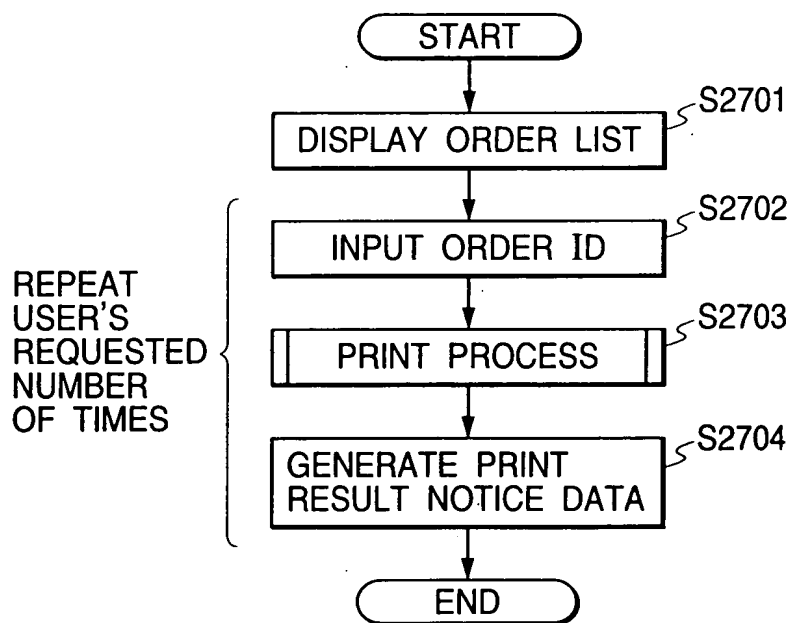 START
DISPLAY ORDER LIST
S2701
INPUT ORDER ID
S2702
REPEAT
USER'S
REQUESTED
NUMBER
OF TIMES
PRINT PROCESS
S2703
GENERATE PRINT
RESULT NOTICE DATA
S2704
END